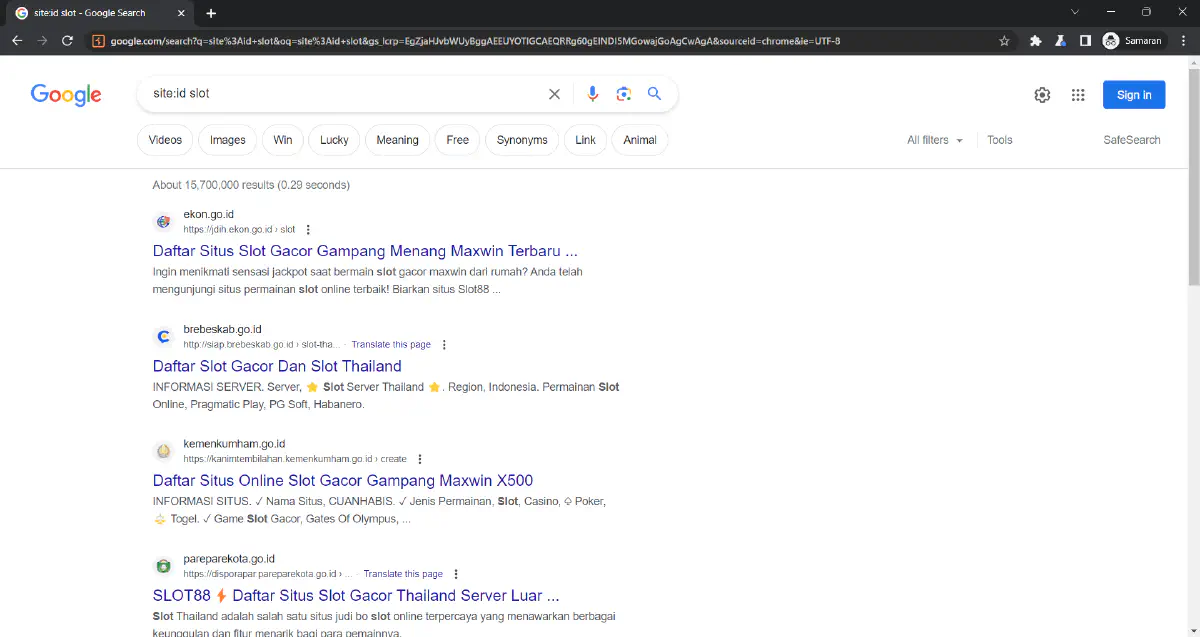 site:id slot - Google Search
google.com/search?q=site%3Aid+slot&oq=site%3Aid+slot&gs_lcrp=EgZjaHJvbWUyBggAEEUYOTIGCAEQRRg60gEINDI5MGowajGoAgCwAgA&sourceid=chrome&ie=UTF-8
Samaran
Google
site:id slot
Sign in
Videos
Images
Win
Lucky
Meaning
Free
Synonyms
Link
Animal
All filters
Tools
SafeSearch
About 15,700,000 results (0.29 seconds)
ekon.go.id
https://jdih.ekon.go.id › slot
Daftar Situs Slot Gacor Gampang Menang Maxwin Terbaru ...
Ingin menikmati sensasi jackpot saat bermain slot gacor maxwin dari rumah? Anda telah
mengunjungi situs permainan slot online terbaik! Biarkan situs Slot88 ...
brebeskab.go.id
http://siap.brebeskab.go.id › slot-tha... · Translate this page
Daftar Slot Gacor Dan Slot Thailand
INFORMASI SERVER. Server, ⭐ Slot Server Thailand ⭐. Region, Indonesia. Permainan Slot
Online, Pragmatic Play, PG Soft, Habanero.
kemenkumham.go.id
https://kanimtembilahan.kemenkumham.go.id › create
Daftar Situs Online Slot Gacor Gampang Maxwin X500
INFORMASI SITUS. ✓ Nama Situs, CUANHABIS. ✓ Jenis Permainan, Slot, Casino, ♤ Poker,
Togel. ✓ Game Slot Gacor, Gates Of Olympus, ...
pareparekota.go.id
https://disporapar.pareparekota.go.id › ... · Translate this page
SLOT88⚡Daftar Situs Slot Gacor Thailand Server Luar ...
Slot Thailand adalah salah satu situs judi bo slot online terpercaya yang menawarkan berbagai
keunggulan dan fitur menarik bagi para pemainnya.